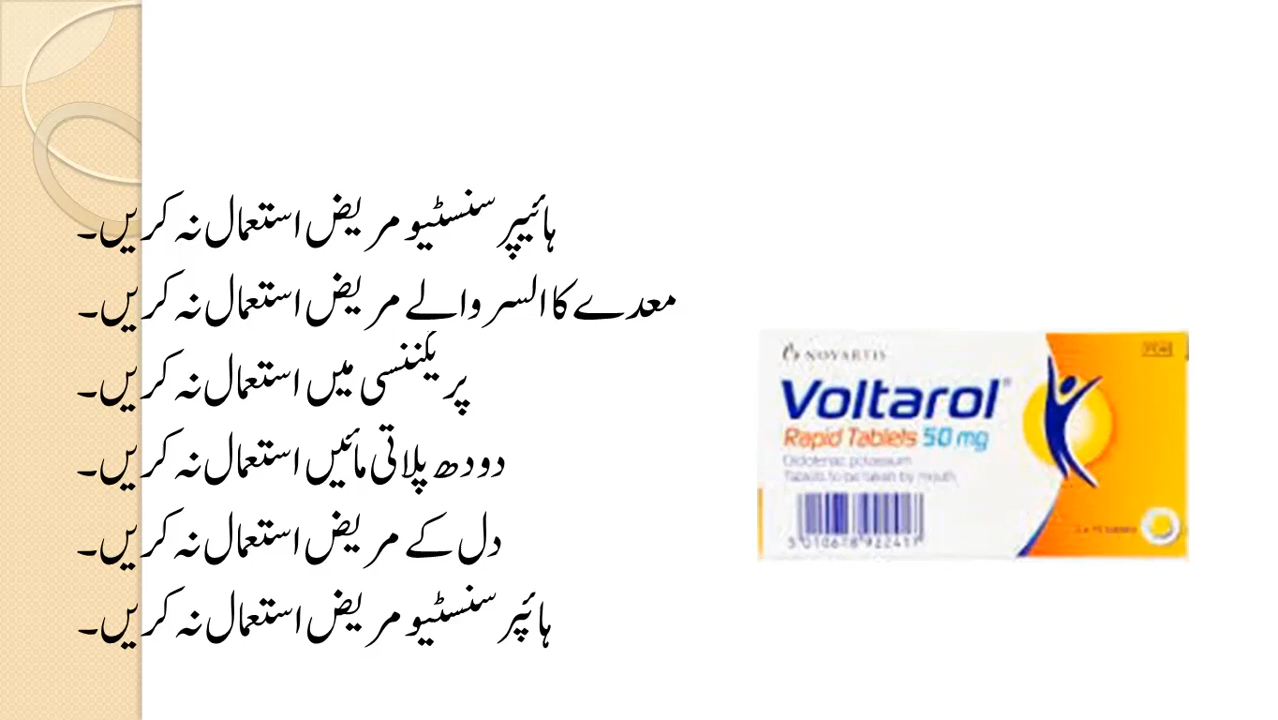 ہائیپر سنسٹیو مریض استعمال نہ کریں۔
معدے کا السر والے مریض استعمال نہ کریں۔
پریکننسی میں استعمال نہ کریں۔
دودھ پلاتی مائیں استعمال نہ کریں۔
دل کے مریض استعمال نہ کریں۔
ہائپر سنسٹیو مریض استعمال نہ کریں۔
NOVARTIS
Voltarol®
Rapid Tablets 50 mg
Diclofenac potassium
Tablets to be taken by mouth